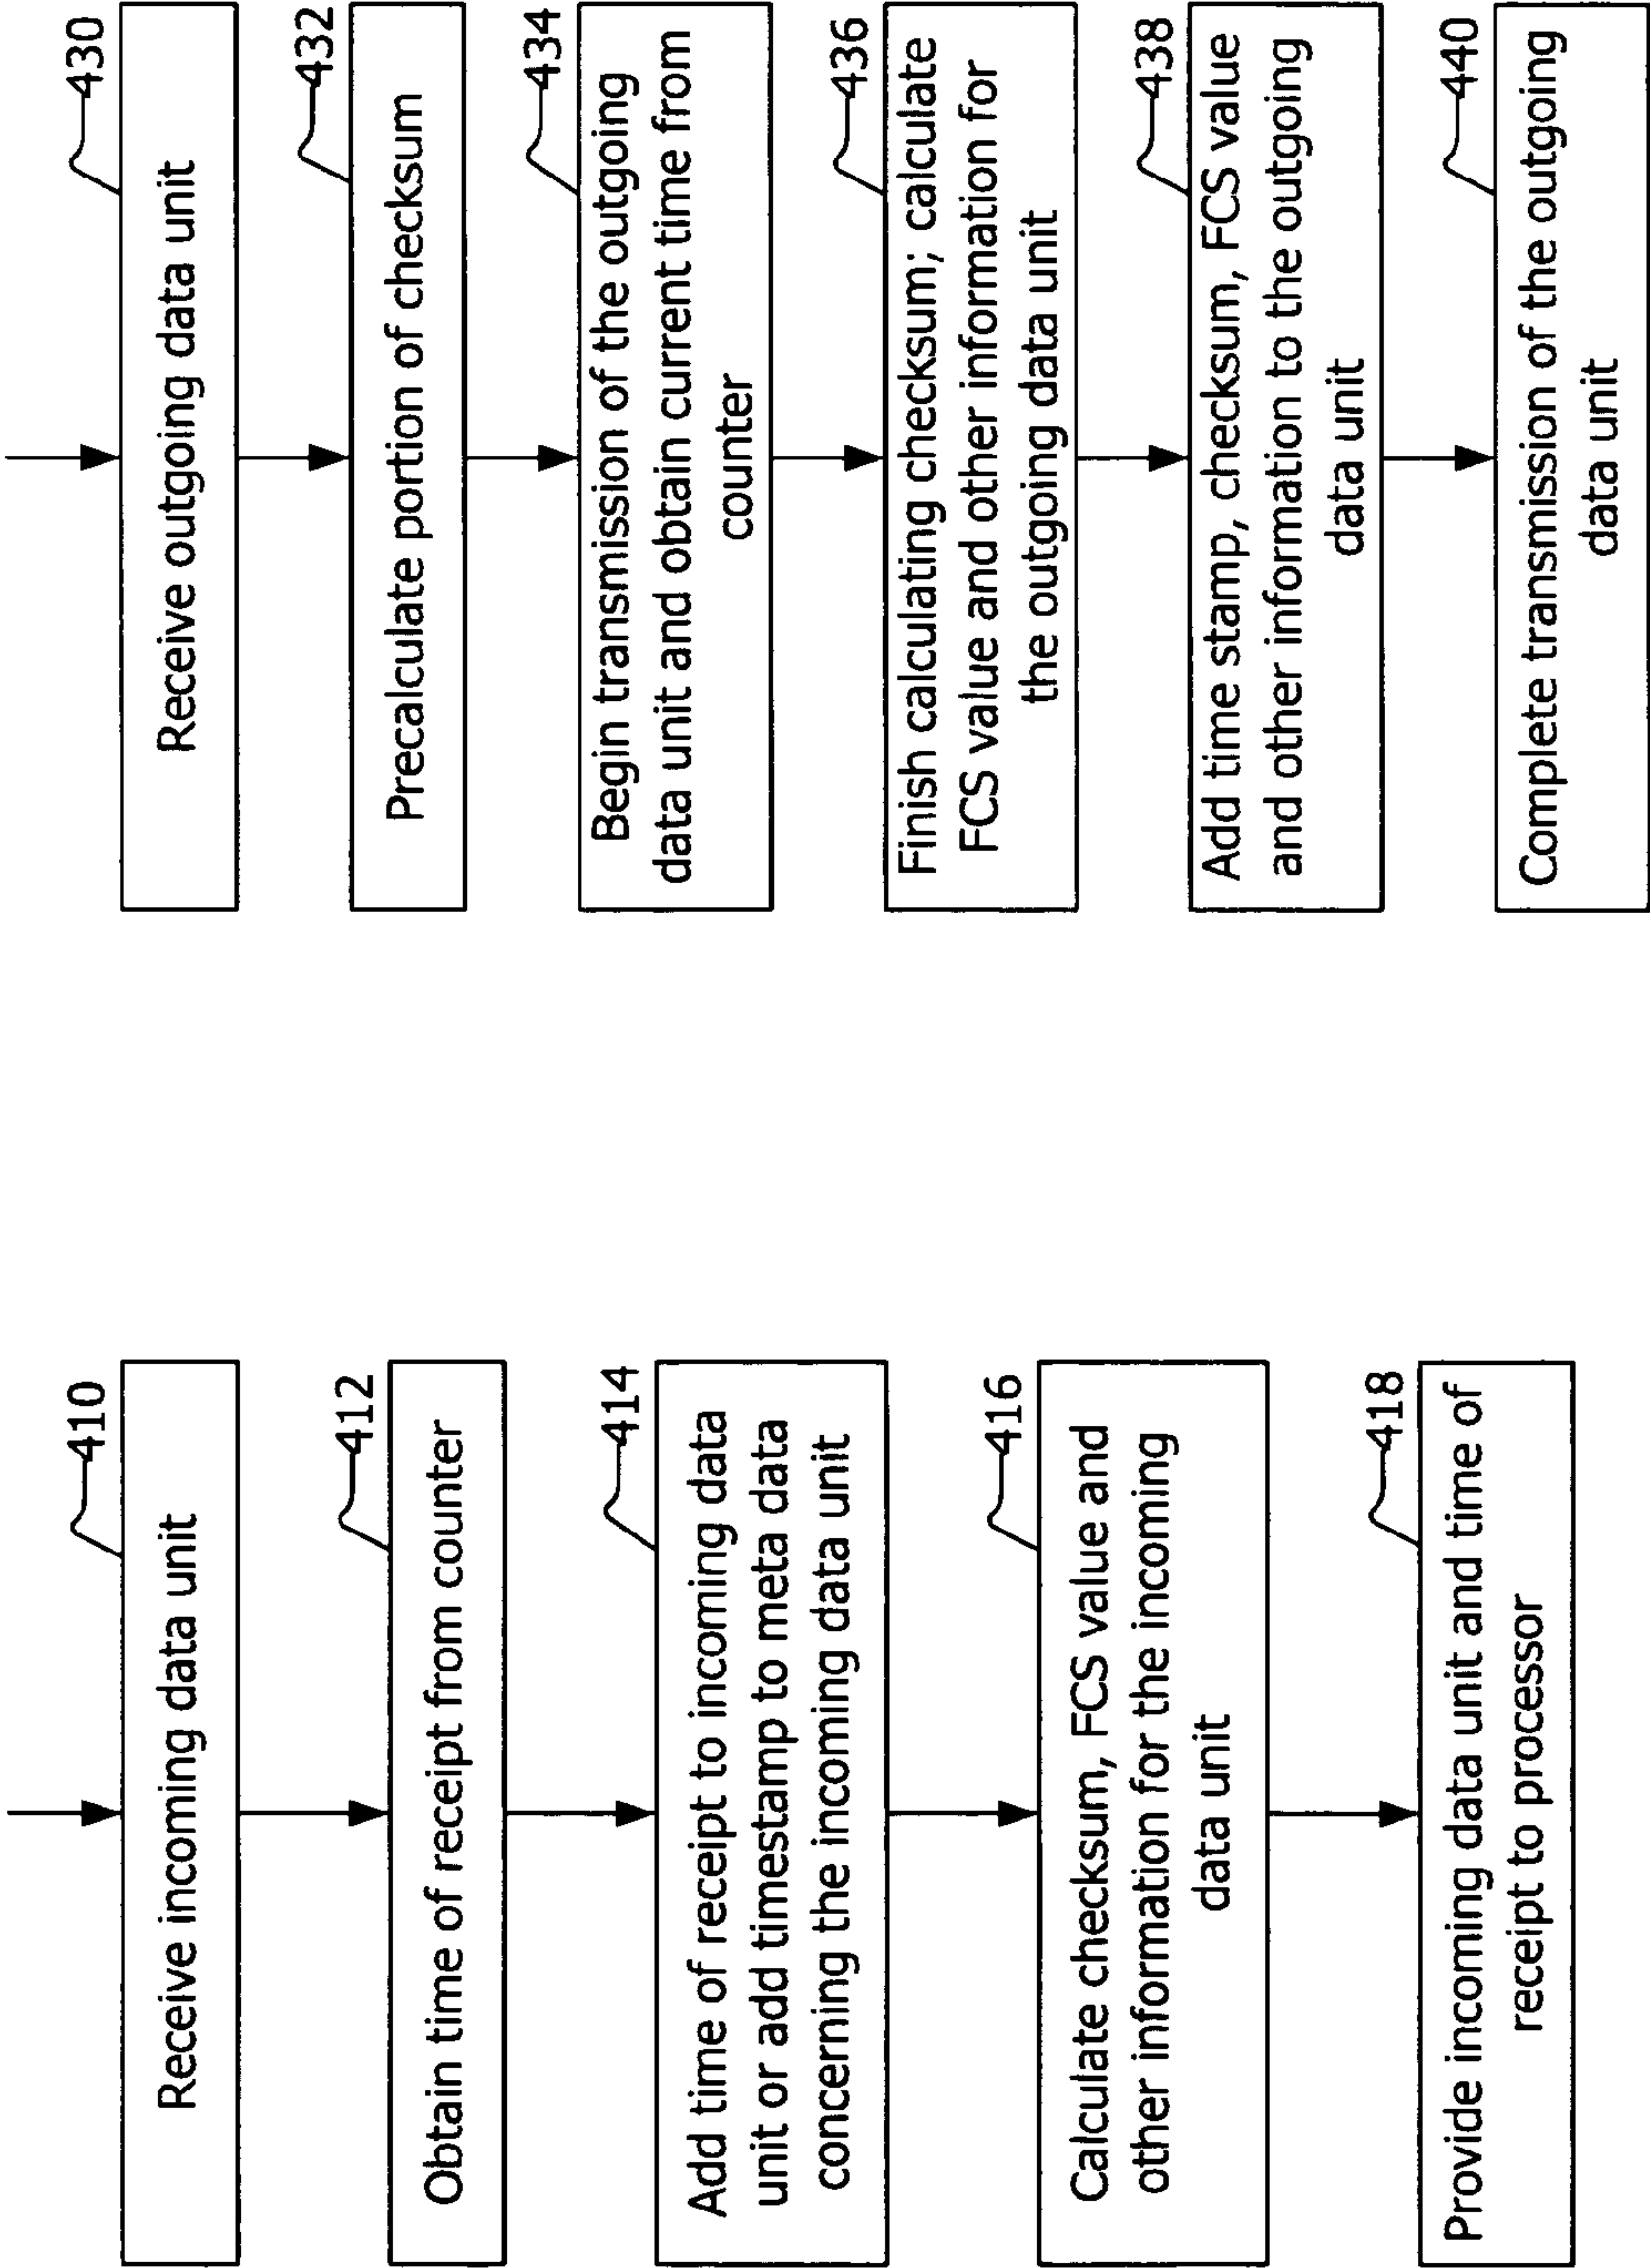 410
Receive incoming data unit
412
Obtain time of receipt from counter
414
Add time of receipt to incoming data
unit or add timestamp to meta data
concerning the incoming data unit
416
Calculate checksum, FCS value and
other information for the incoming
data unit
418
Provide incoming data unit and time of
receipt to processor
430
Receive outgoing data unit
432
Precalculate portion of checksum
434
Begin transmission of the outgoing
data unit and obtain current time from
counter
436
Finish calculating checksum; calculate
FCS value and other information for
the outgoing data unit
438
Add time stamp, checksum, FCS value
and other information to the outgoing
data unit
440
Complete transmission of the outgoing
data unit